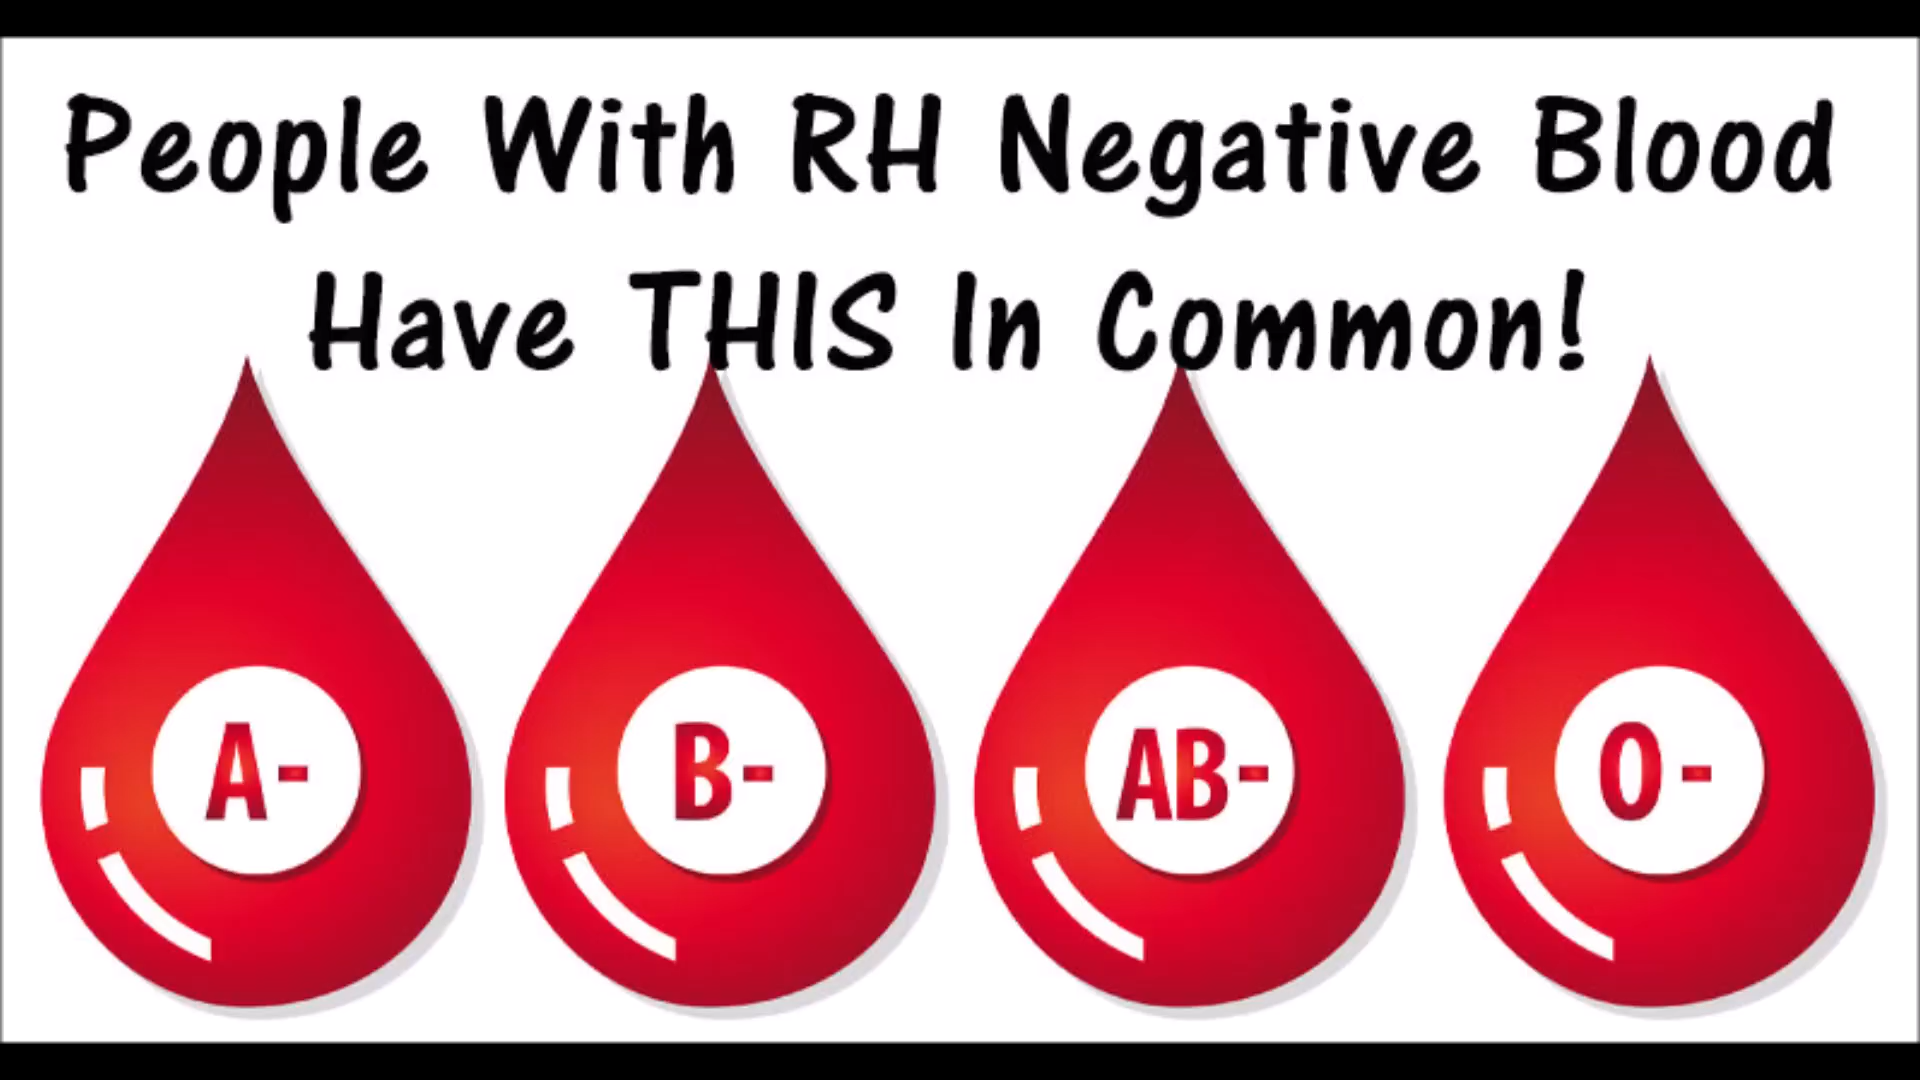 People With RH Negative Blood
Have THIS In Common!
A- B- AB- O -